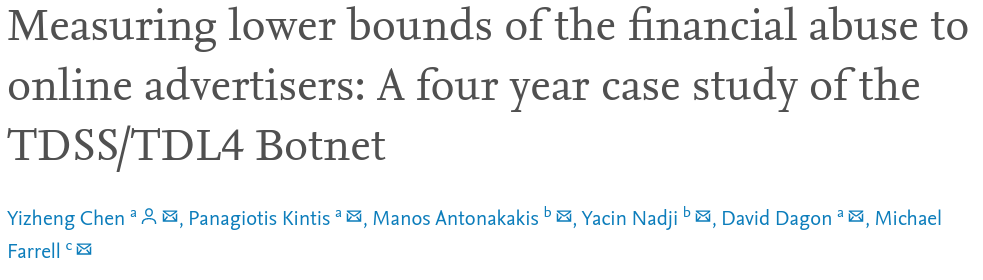 Measuring lower bounds of the financial abuse to
online advertisers: A four year case study of the
TDSS/TDL4 Botnet
Yizheng Chen a, Panagiotis Kintis a, Manos Antonakakis b, Yacin Nadji b, David Dagon a, Michael
Farrell c